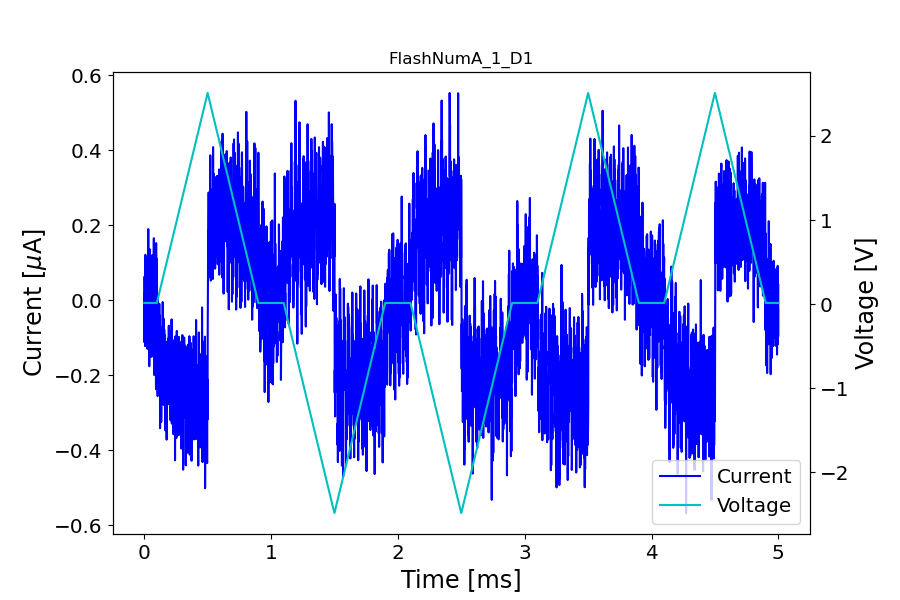 FlashNumA_1_D1
0.6
0.4
0.2
0.0
−0.2
−0.4
−0.6
Current [μA]
2
1
0
−1
−2
Voltage [V]
Current
Voltage
0 1 2 3 4 5
Time [ms]